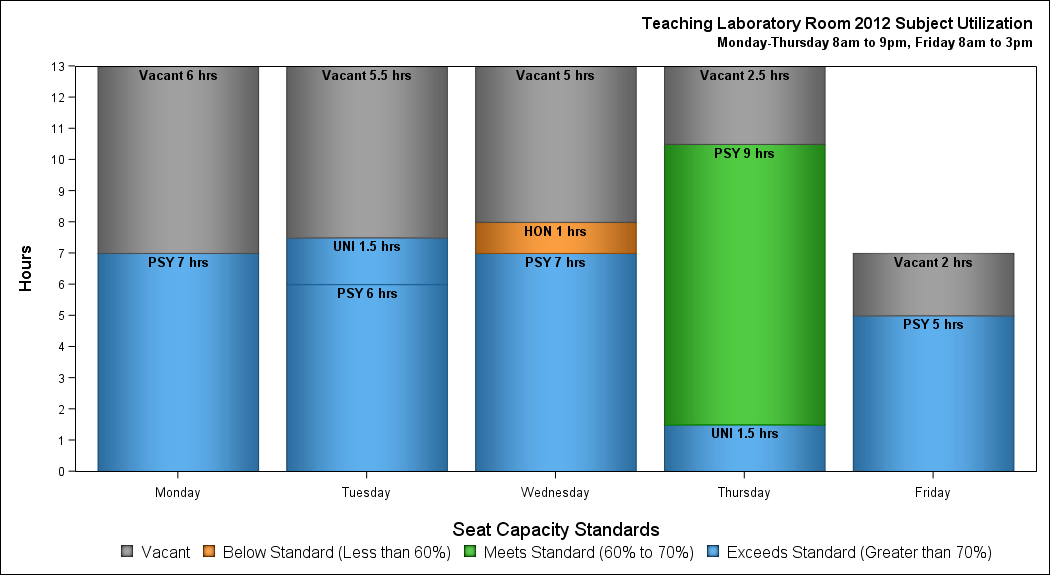 Teaching Laboratory Room 2012 Subject Utilization
Monday-Thursday 8am to 9pm, Friday 8am to 3pm
Hours
13
12
11
10
9
8
7
6
5
4
3
2
1
0
Vacant 6 hrs
PSY 7 hrs
Vacant 5.5 hrs
UNI 1.5 hrs
PSY 6 hrs
Vacant 5 hrs
HON 1 hrs
PSY 7 hrs
Vacant 2.5 hrs
PSY 9 hrs
UNI 1.5 hrs
Vacant 2 hrs
PSY 5 hrs
Monday Tuesday Wednesday Thursday Friday
Seat Capacity Standards
Vacant Below Standard (Less than 60%) Meets Standard (60% to 70%) Exceeds Standard (Greater than 70%)